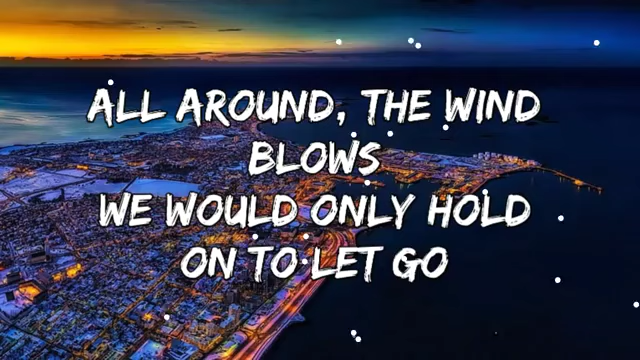 ALL AROUND, THE WIND
BLOWS
WE WOULD ONLY HOLD
ON TO LET GO